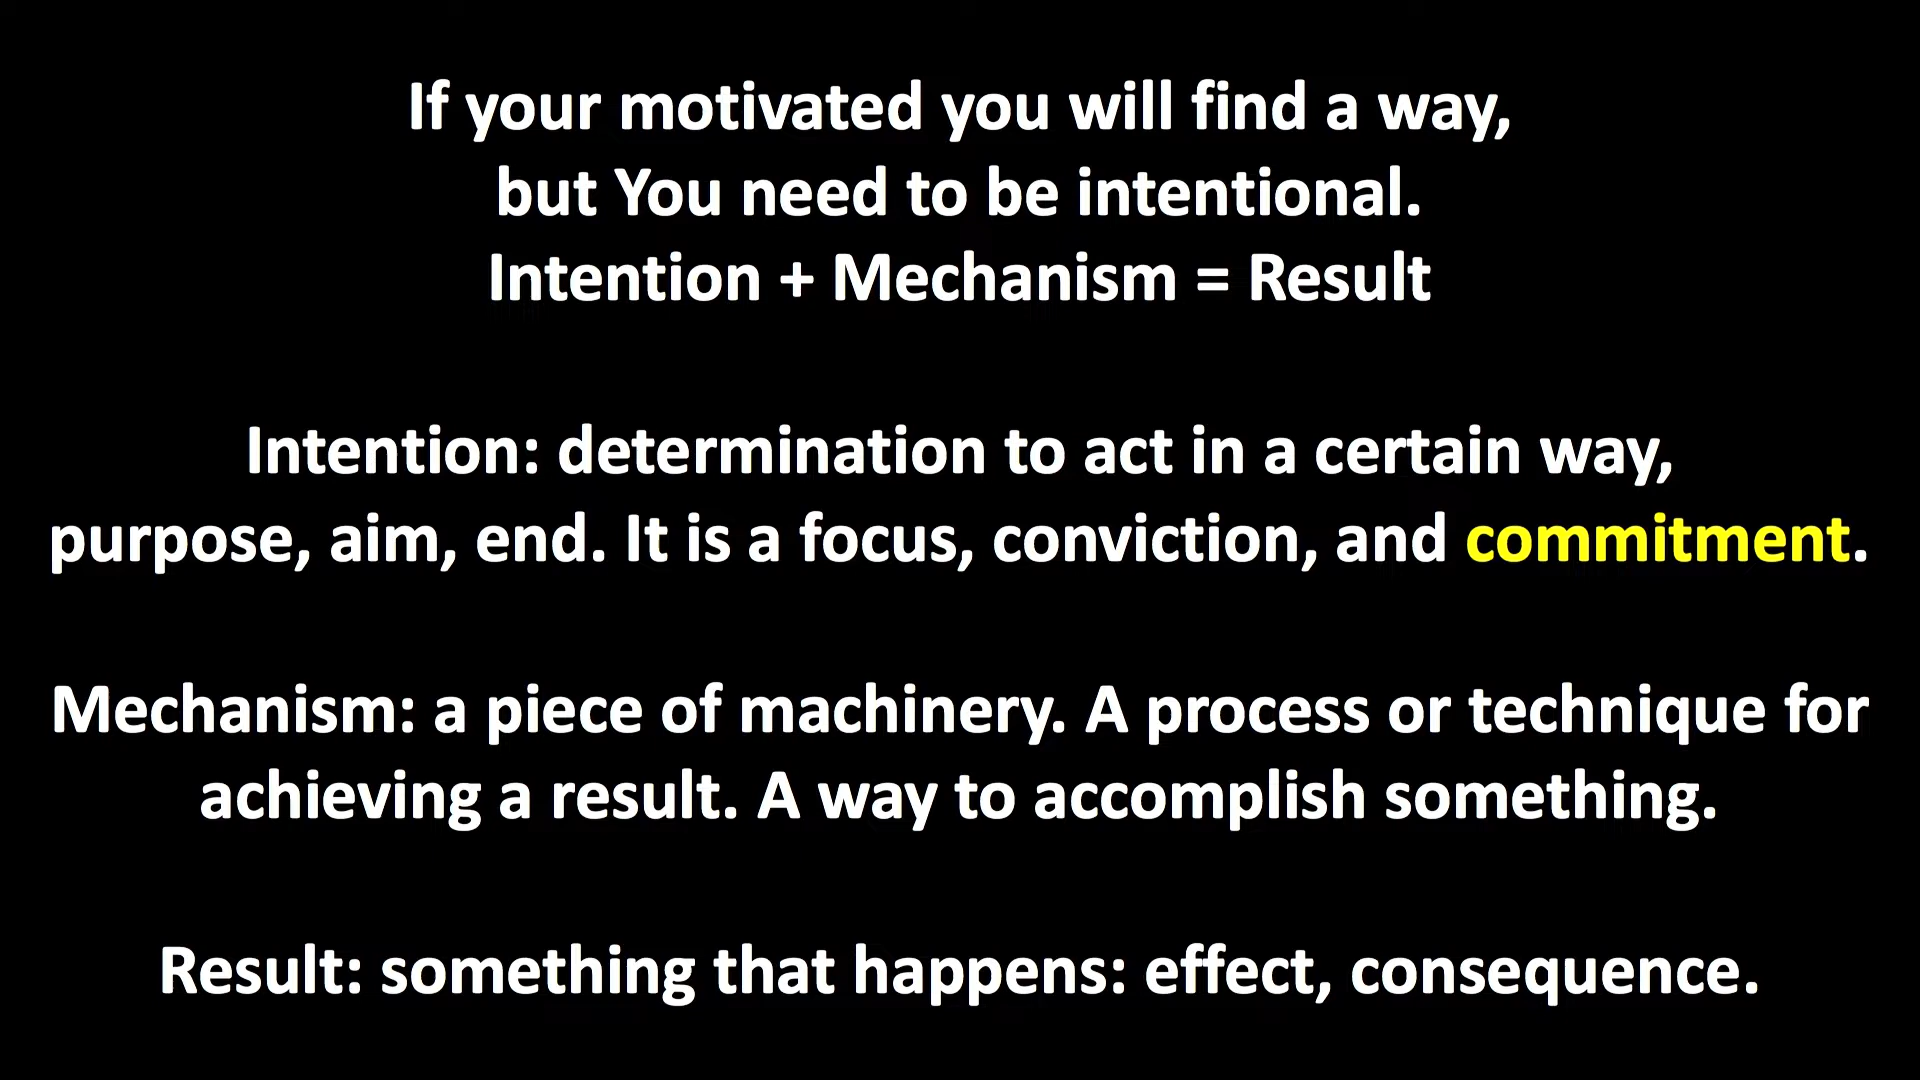 If your motivated you will find a way,
but You need to be intentional.
Intention + Mechanism = Result
Intention: determination to act in a certain way,
purpose, aim, end. It is a focus, conviction, and commitment.
Mechanism: a piece of machinery. A process or technique for
achieving a result. A way to accomplish something.
Result: something that happens: effect, consequence.